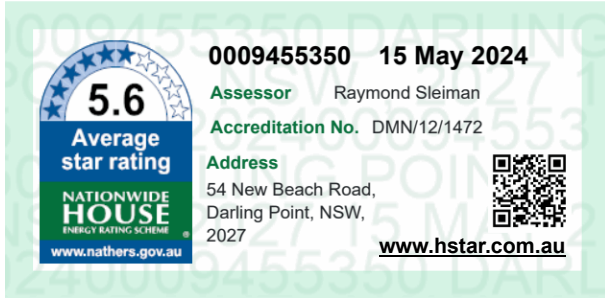 0009455350 15 May 2024
Assessor Raymond Sleiman
Accreditation No. DMN/12/1472
Address
54 New Beach Road,
Darling Point, NSW,
2027
www.hstar.com.au
5.6
Average
star rating
NATIONWIDE
HOUSE
ENERGY RATING SCHEME
®
www.nathers.gov.au